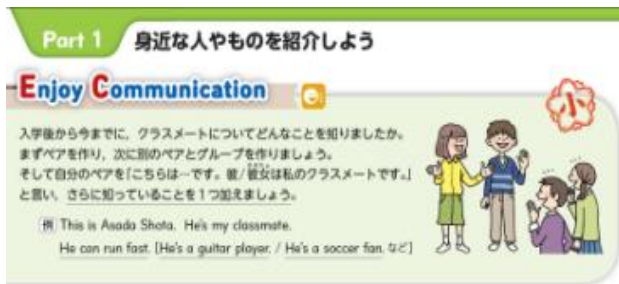 Part 1 身近な人やものを紹介しよう
Enjoy Communication
小
入学後から今までに，クラスメートについてどんなことを知りましたか。
まずペアを作り，次に別のペアとグループを作りましょう。
そして自分のペアを「こちらは…です。彼/彼女は私のクラスメートです。」
と言い，さらに知っていることを1つ加えましょう。
例 This is Asada Shota. He's my classmate.
He can run fast. [He's a guitar player. / He's a soccer fan. など]